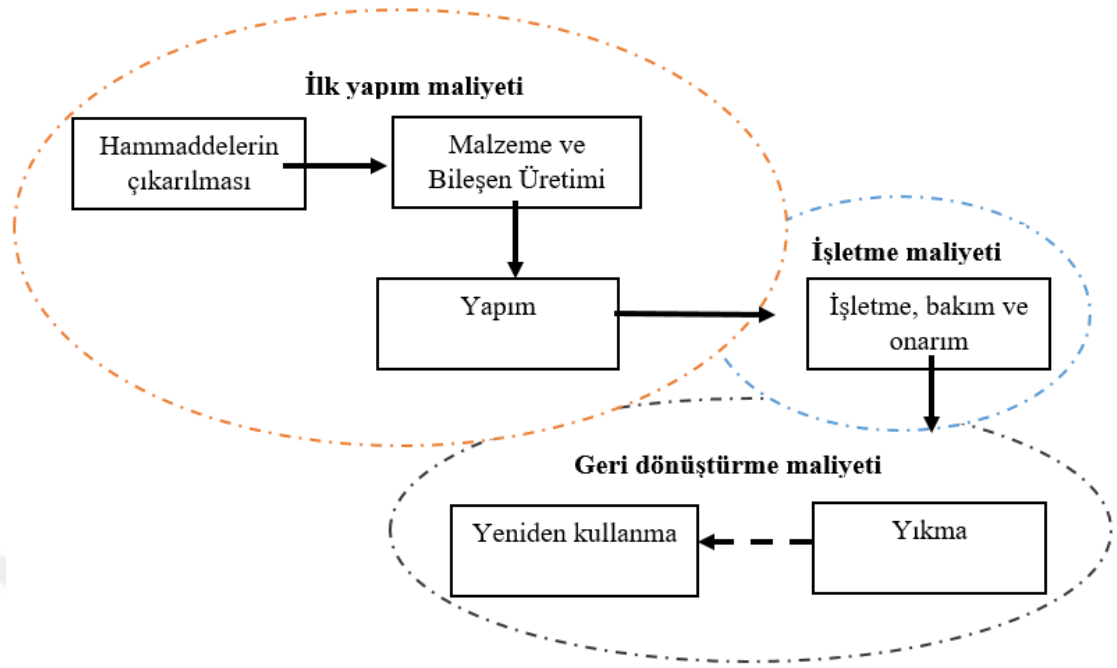 İlk yapım maliyeti
Hammaddelerin
çıkarılması
Malzeme ve
Bileşen Üretimi
Yapım
İşletme maliyeti
İşletme, bakım ve
onarım
Geri dönüştürme maliyeti
Yeniden kullanma
Yıkma